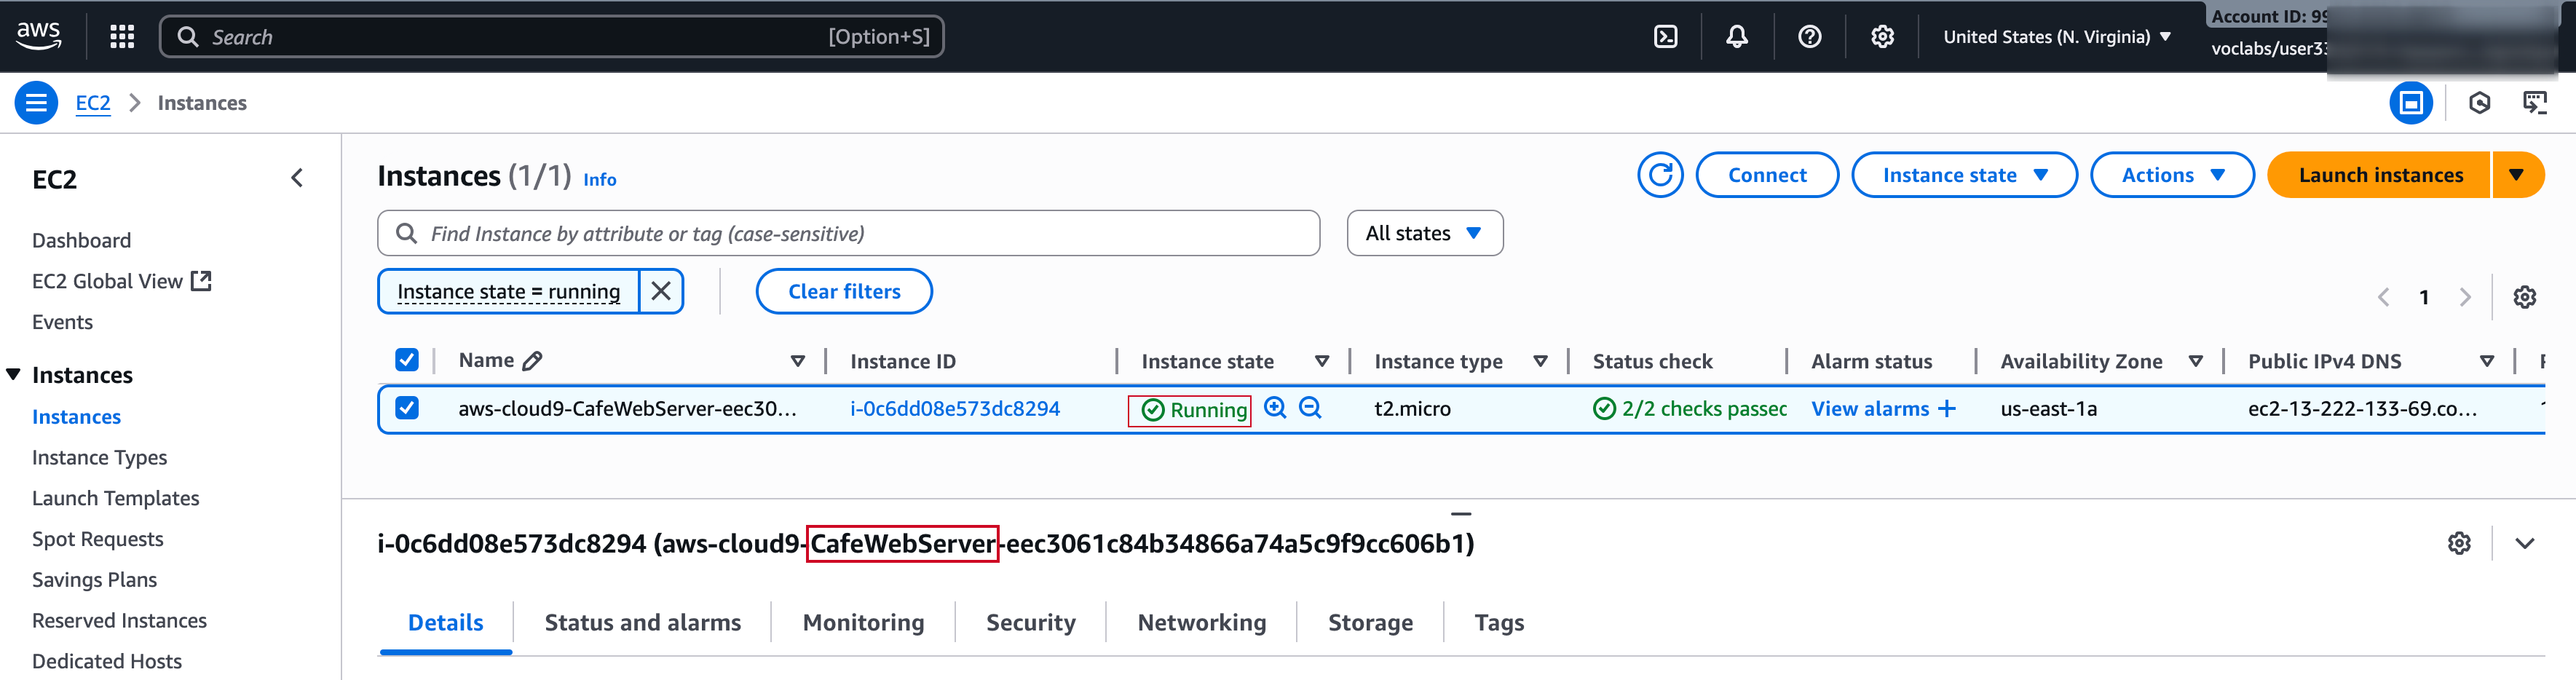 aws
Search [Option+S]
United States (N. Virginia)
Account ID: 99
voclabs/user33
EC2 > Instances
EC2
Dashboard
EC2 Global View
Events
Instances
Instances
Instance Types
Launch Templates
Spot Requests
Savings Plans
Reserved Instances
Dedicated Hosts
Instances (1/1) Info
Connect
Instance state
Actions
Launch instances
Find Instance by attribute or tag (case-sensitive)
All states
Instance state = running
Clear filters
1
Name Instance ID Instance state Instance type Status check Alarm status Availability Zone Public IPv4 DNS
aws-cloud9-CafeWebServer-eec30... i-0c6dd08e573dc8294 Running t2.micro 2/2 checks passec View alarms + us-east-1a ec2-13-222-133-69.co...
i-0c6dd08e573dc8294 (aws-cloud9-CafeWebServer-eec3061c84b34866a74a5c9f9cc606b1)
Details Status and alarms Monitoring Security Networking Storage Tags